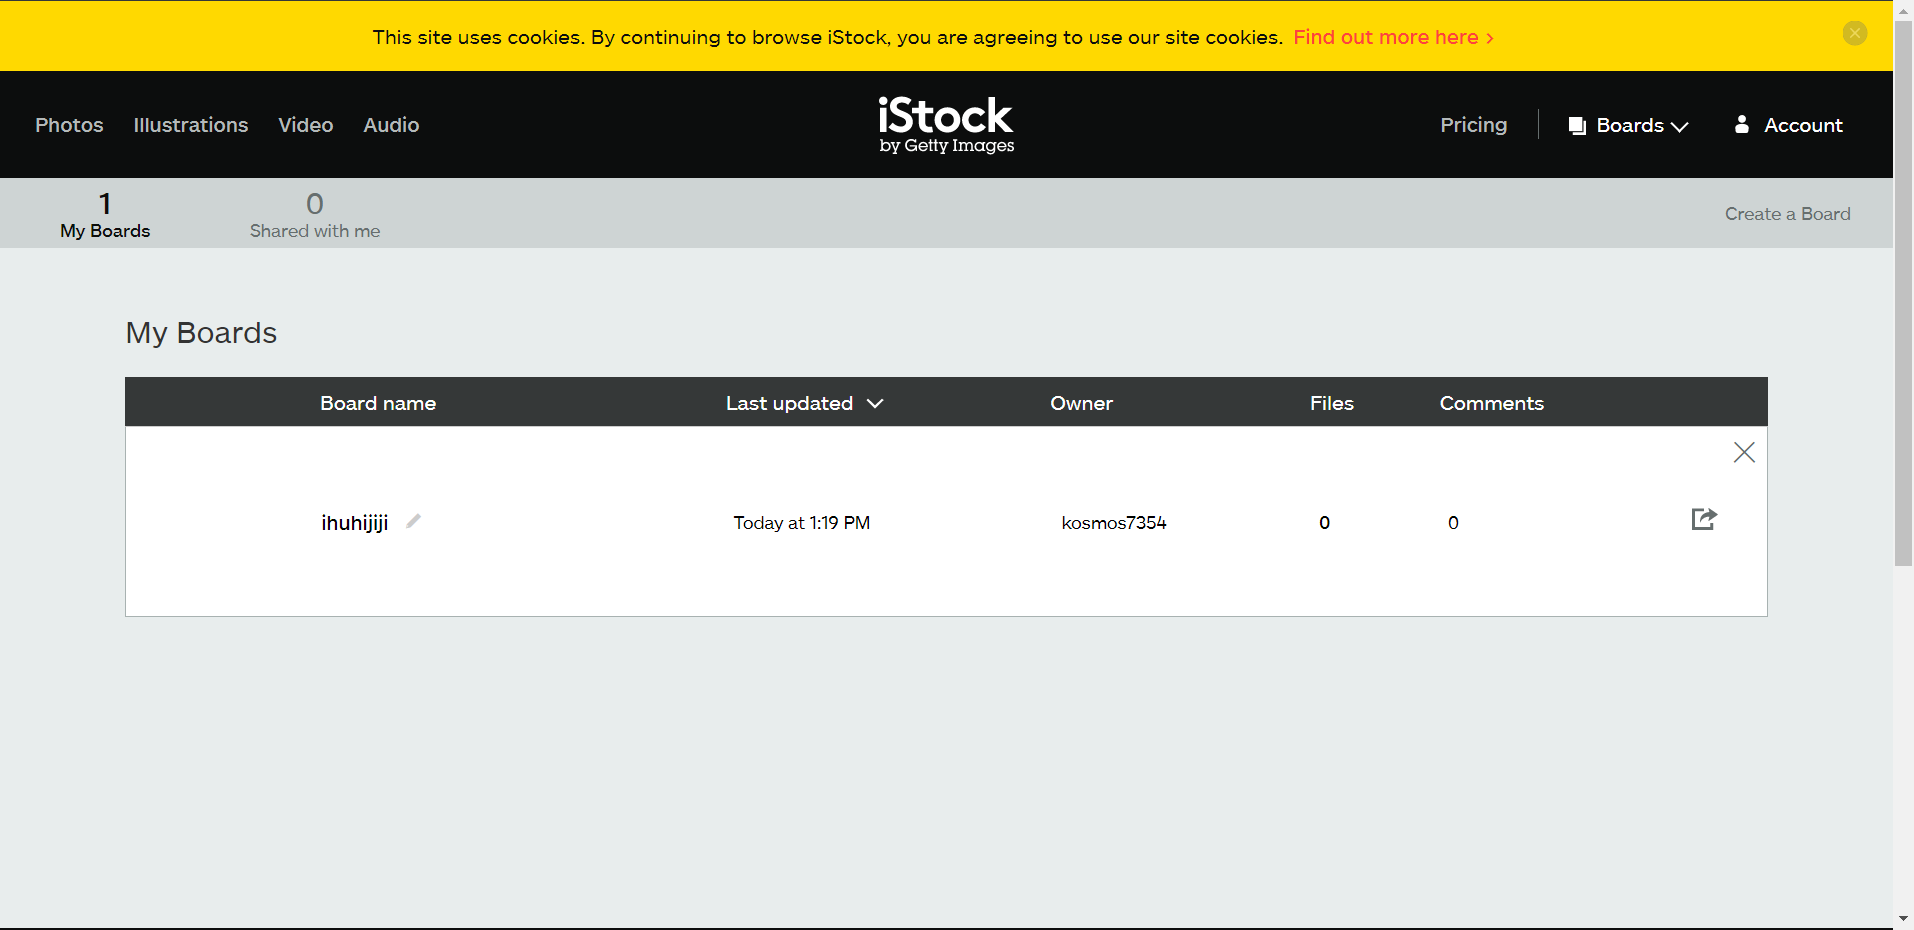 This site uses cookies. By continuing to browse iStock, you are agreeing to use our site cookies. Find out more here >
Photos Illustrations Video Audio
iStock
by Getty Images
Pricing Boards Account
1
My Boards
0
Shared with me
Create a Board
My Boards
Board name Last updated Owner Files Comments
ihuhijiji Today at 1:19 PM kosmos7354 0 0